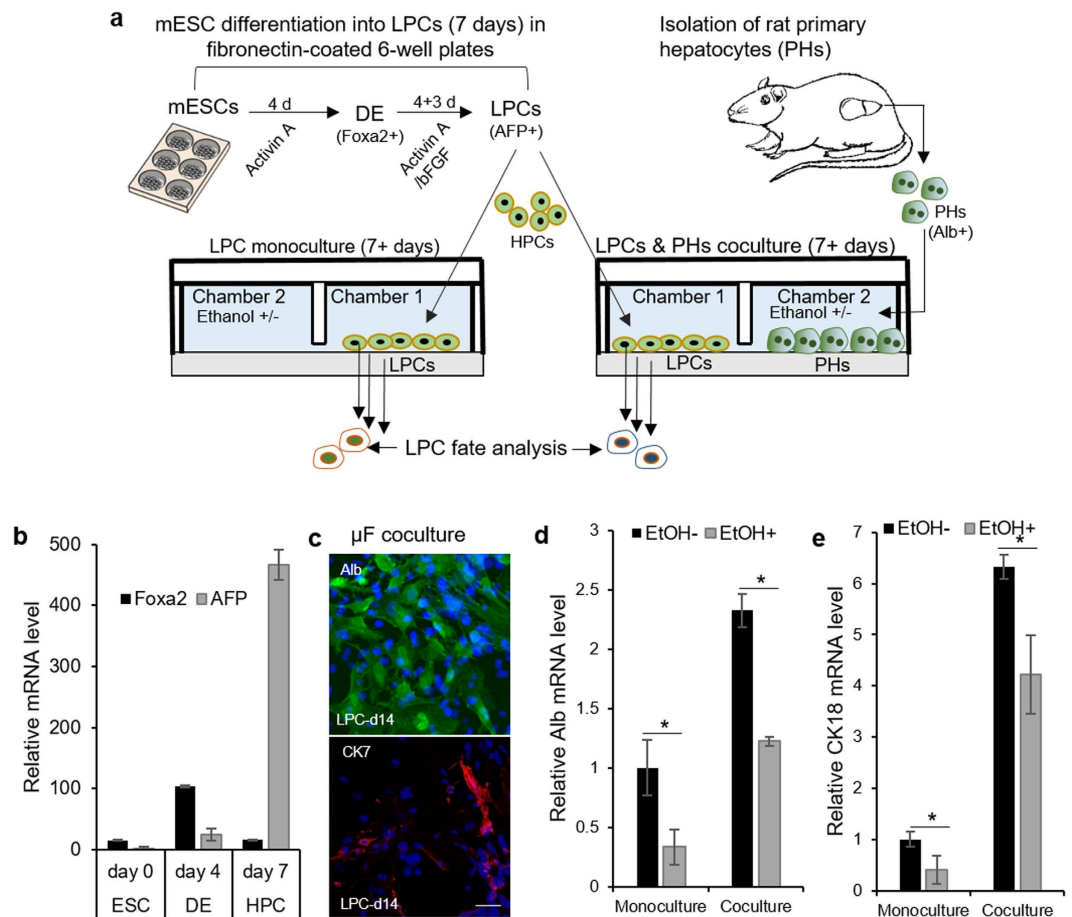 a
mESC differentiation into LPCs (7 days) in
fibronectin-coated 6-well plates
Isolation of rat primary
hepatocytes (PHs)
mESCs
4 d
Activin A
DE
(Foxa2+)
4+3 d
Activin A
/bFGF
LPCs
(AFP+)
HPCs
PHs
(Alb+)
LPC monoculture (7+ days)
Chamber 2
Ethanol +/-
Chamber 1
LPCs
LPCs & PHs coculture (7+ days)
Chamber 1
Chamber 2
Ethanol +/-
LPCs
PHs
LPC fate analysis
b
Relative mRNA level
500
400
300
200
100
0
Foxa2
AFP
day 0
day 4
day 7
ESC
DE
HPC
c
µF coculture
Alb
LPC-d14
CK7
LPC-d14
d
Relative Alb mRNA level
3
2.5
2
1.5
1
0.5
0
EtOH-
EtOH+
*
*
Monoculture
Coculture
e
Relative CK18 mRNA level
7
6
5
4
3
2
1
0
EtOH-
EtOH+
*
*
Monoculture
Coculture